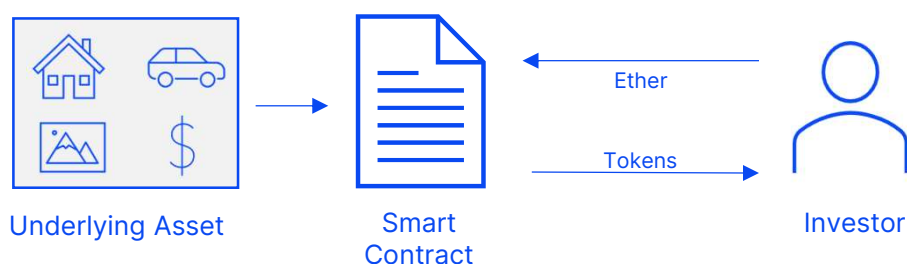 $
Ether
Tokens
Underlying Asset
Smart
Contract
Investor